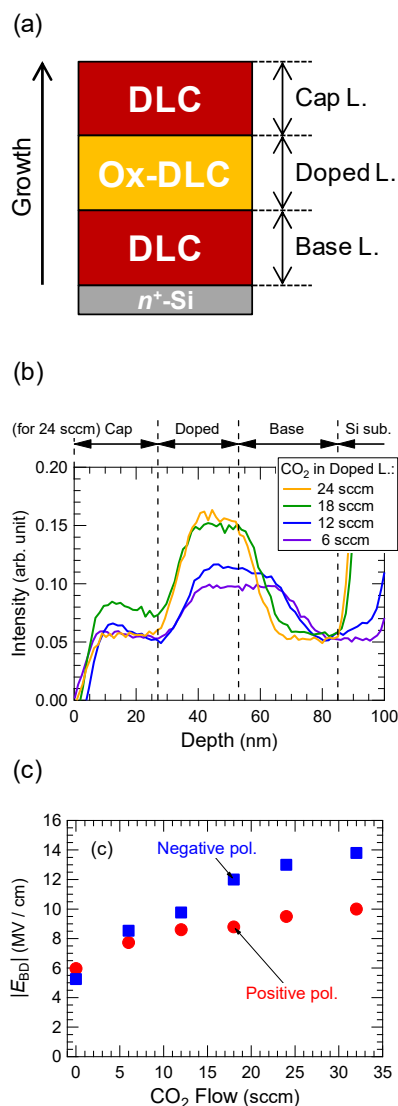 (a)
Growth
DLC
Cap L.
Ox-DLC
Doped L.
DLC
Base L.
n⁺-Si
(b)
(for 24 sccm) Cap Doped Base Si sub.
CO₂ in Doped L.:
24 sccm
18 sccm
12 sccm
6 sccm
Intensity (arb. unit)
0.20
0.15
0.10
0.05
0.00
0 20 40 60 80 100
Depth (nm)
(c)
(c)
|E_BD| (MV / cm)
16
14
12
10
8
6
4
2
0
Negative pol.
Positive pol.
0 5 10 15 20 25 30 35
CO₂ Flow (sccm)